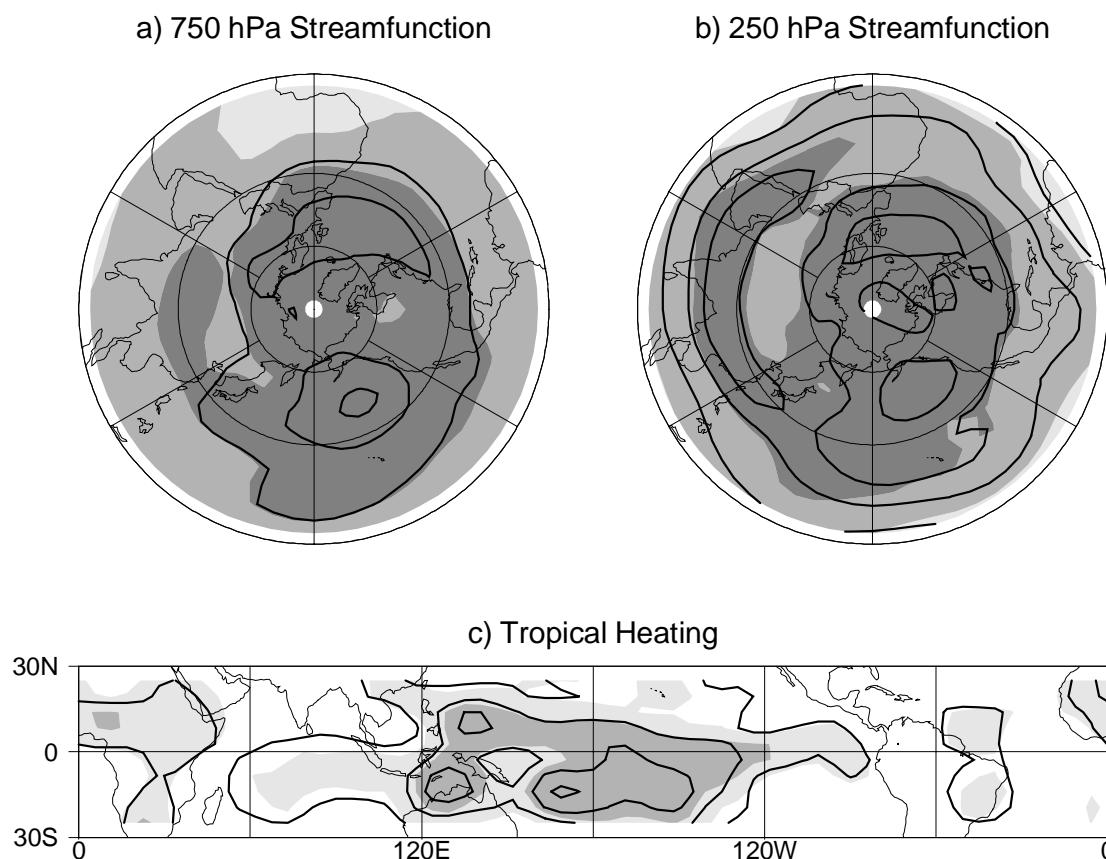 a) 750 hPa Streamfunction
b) 250 hPa Streamfunction
c) Tropical Heating
30N
0
30S
0
120E
120W
0